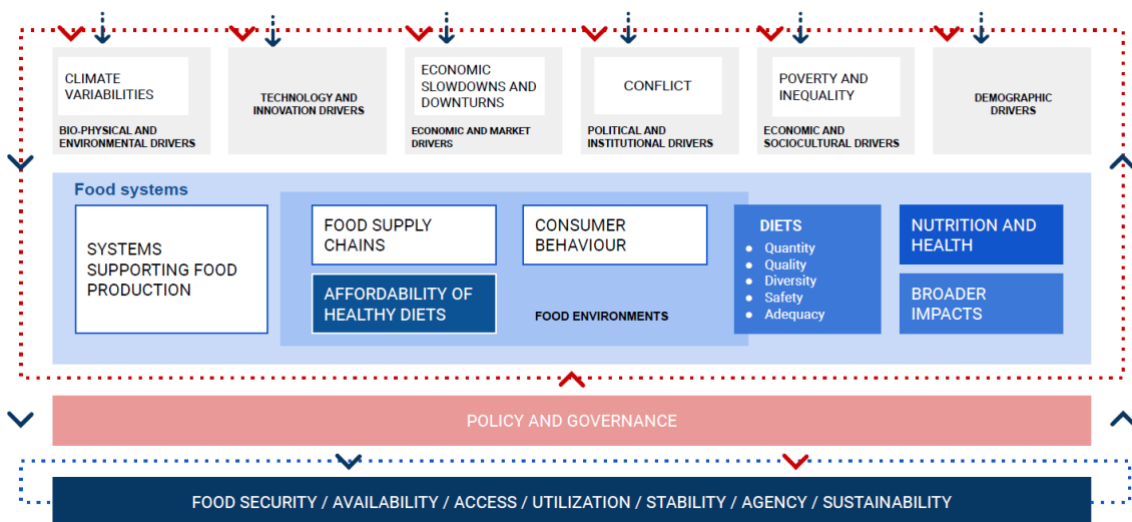 CLIMATE
VARIABILITIES
BIO-PHYSICAL AND
ENVIRONMENTAL DRIVERS
TECHNOLOGY AND
INNOVATION DRIVERS
ECONOMIC
SLOWDOWNS AND
DOWNTURNS
ECONOMIC AND MARKET
DRIVERS
CONFLICT
POLITICAL AND
INSTITUTIONAL DRIVERS
POVERTY AND
INEQUALITY
ECONOMIC AND
SOCIOCULTURAL DRIVERS
DEMOGRAPHIC
DRIVERS
Food systems
SYSTEMS
SUPPORTING FOOD
PRODUCTION
FOOD SUPPLY
CHAINS
AFFORDABILITY OF
HEALTHY DIETS
CONSUMER
BEHAVIOUR
FOOD ENVIRONMENTS
DIETS
● Quantity
● Quality
● Diversity
● Safety
● Adequacy
NUTRITION AND
HEALTH
BROADER
IMPACTS
POLICY AND GOVERNANCE
FOOD SECURITY / AVAILABILITY / ACCESS / UTILIZATION / STABILITY / AGENCY / SUSTAINABILITY